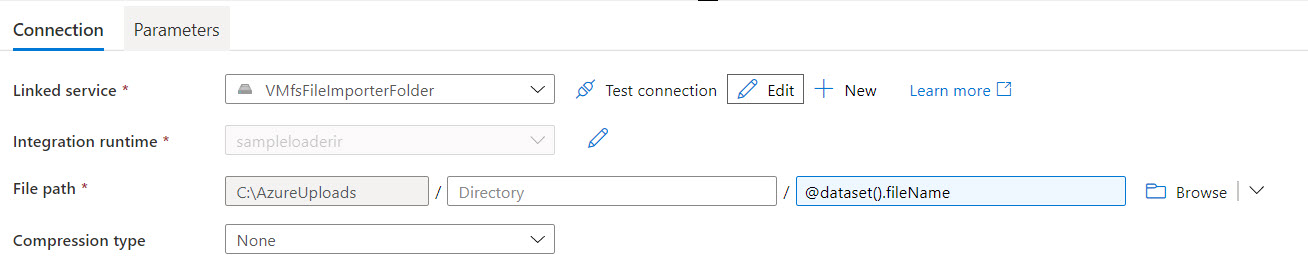 Connection Parameters
Linked service * VMfsFileImporterFolder Test connection Edit New Learn more
Integration runtime * sampleloaderir
File path * C:\AzureUploads / Directory / @dataset().fileName Browse
Compression type None